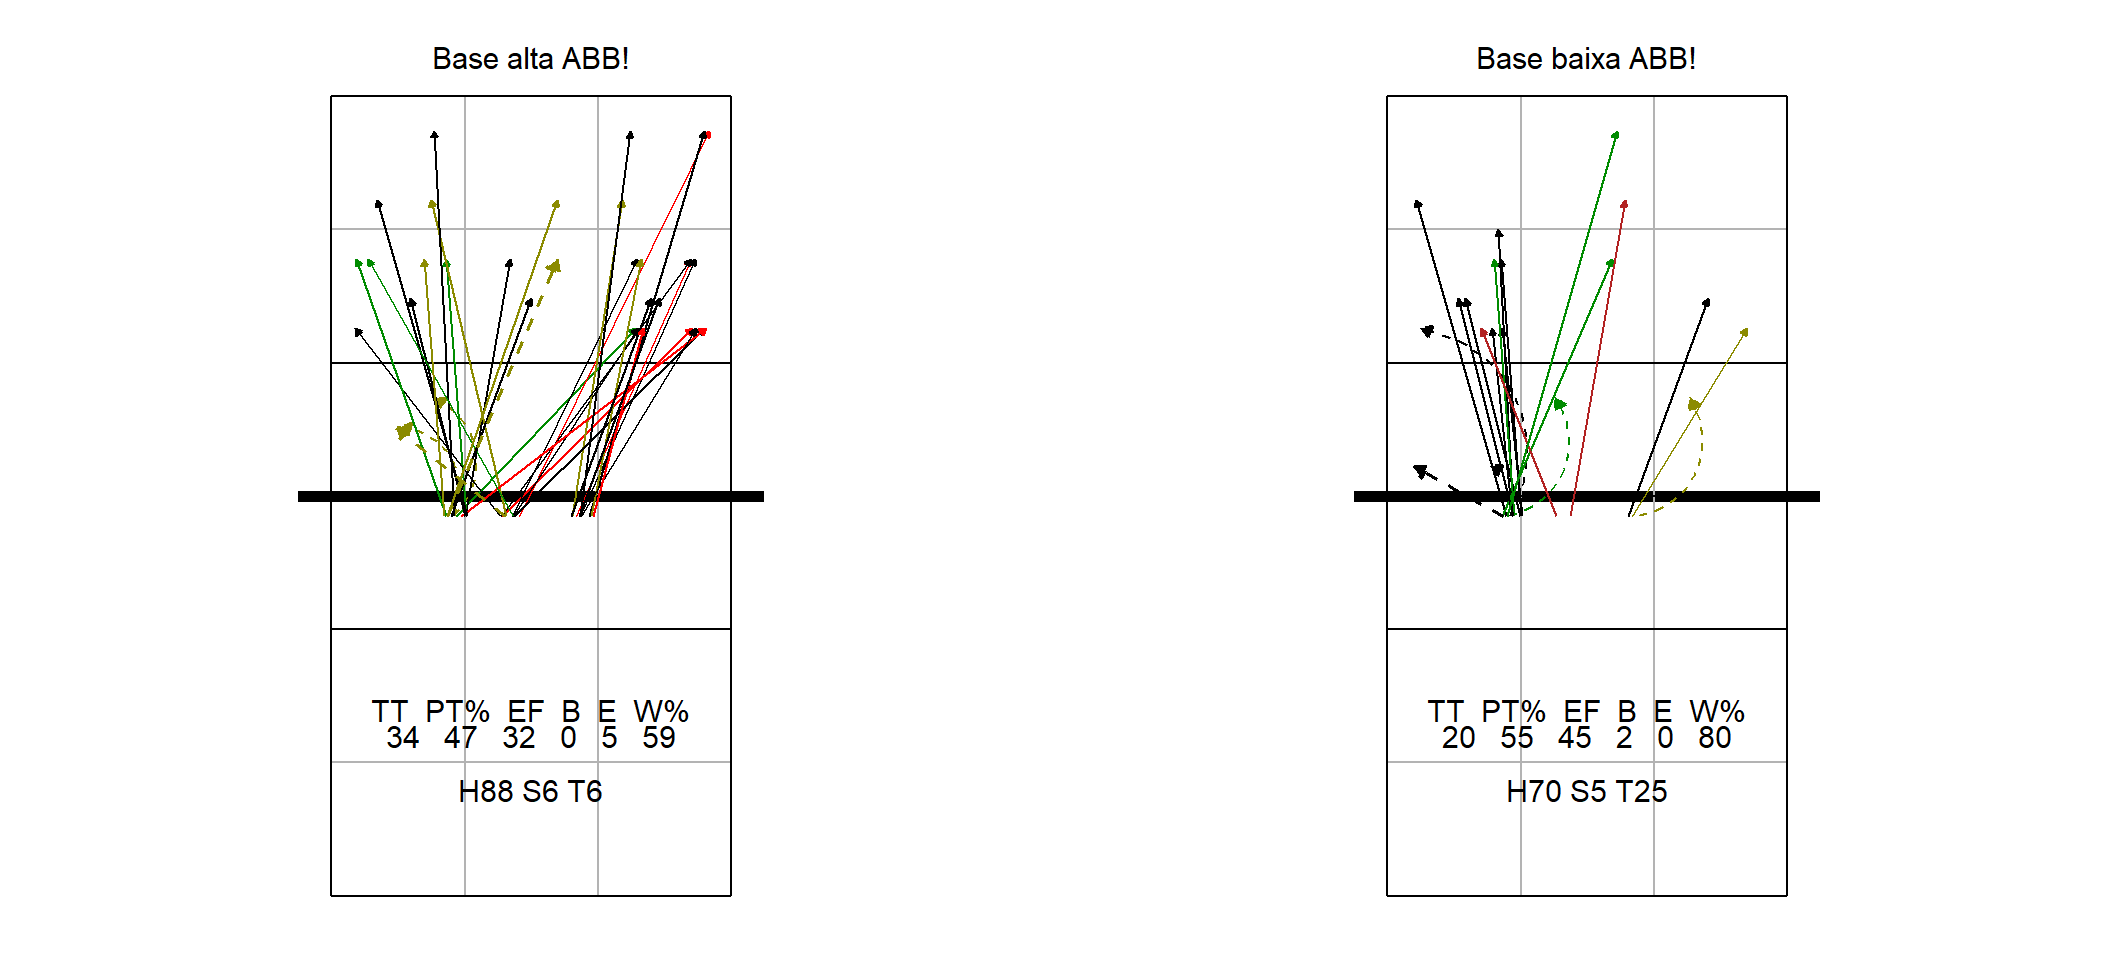 Base alta ABB!
TT PT% EF B E W%
34 47 32 0 5 59
H88 S6 T6
Base baixa ABB!
TT PT% EF B E W%
20 55 45 2 0 80
H70 S5 T25